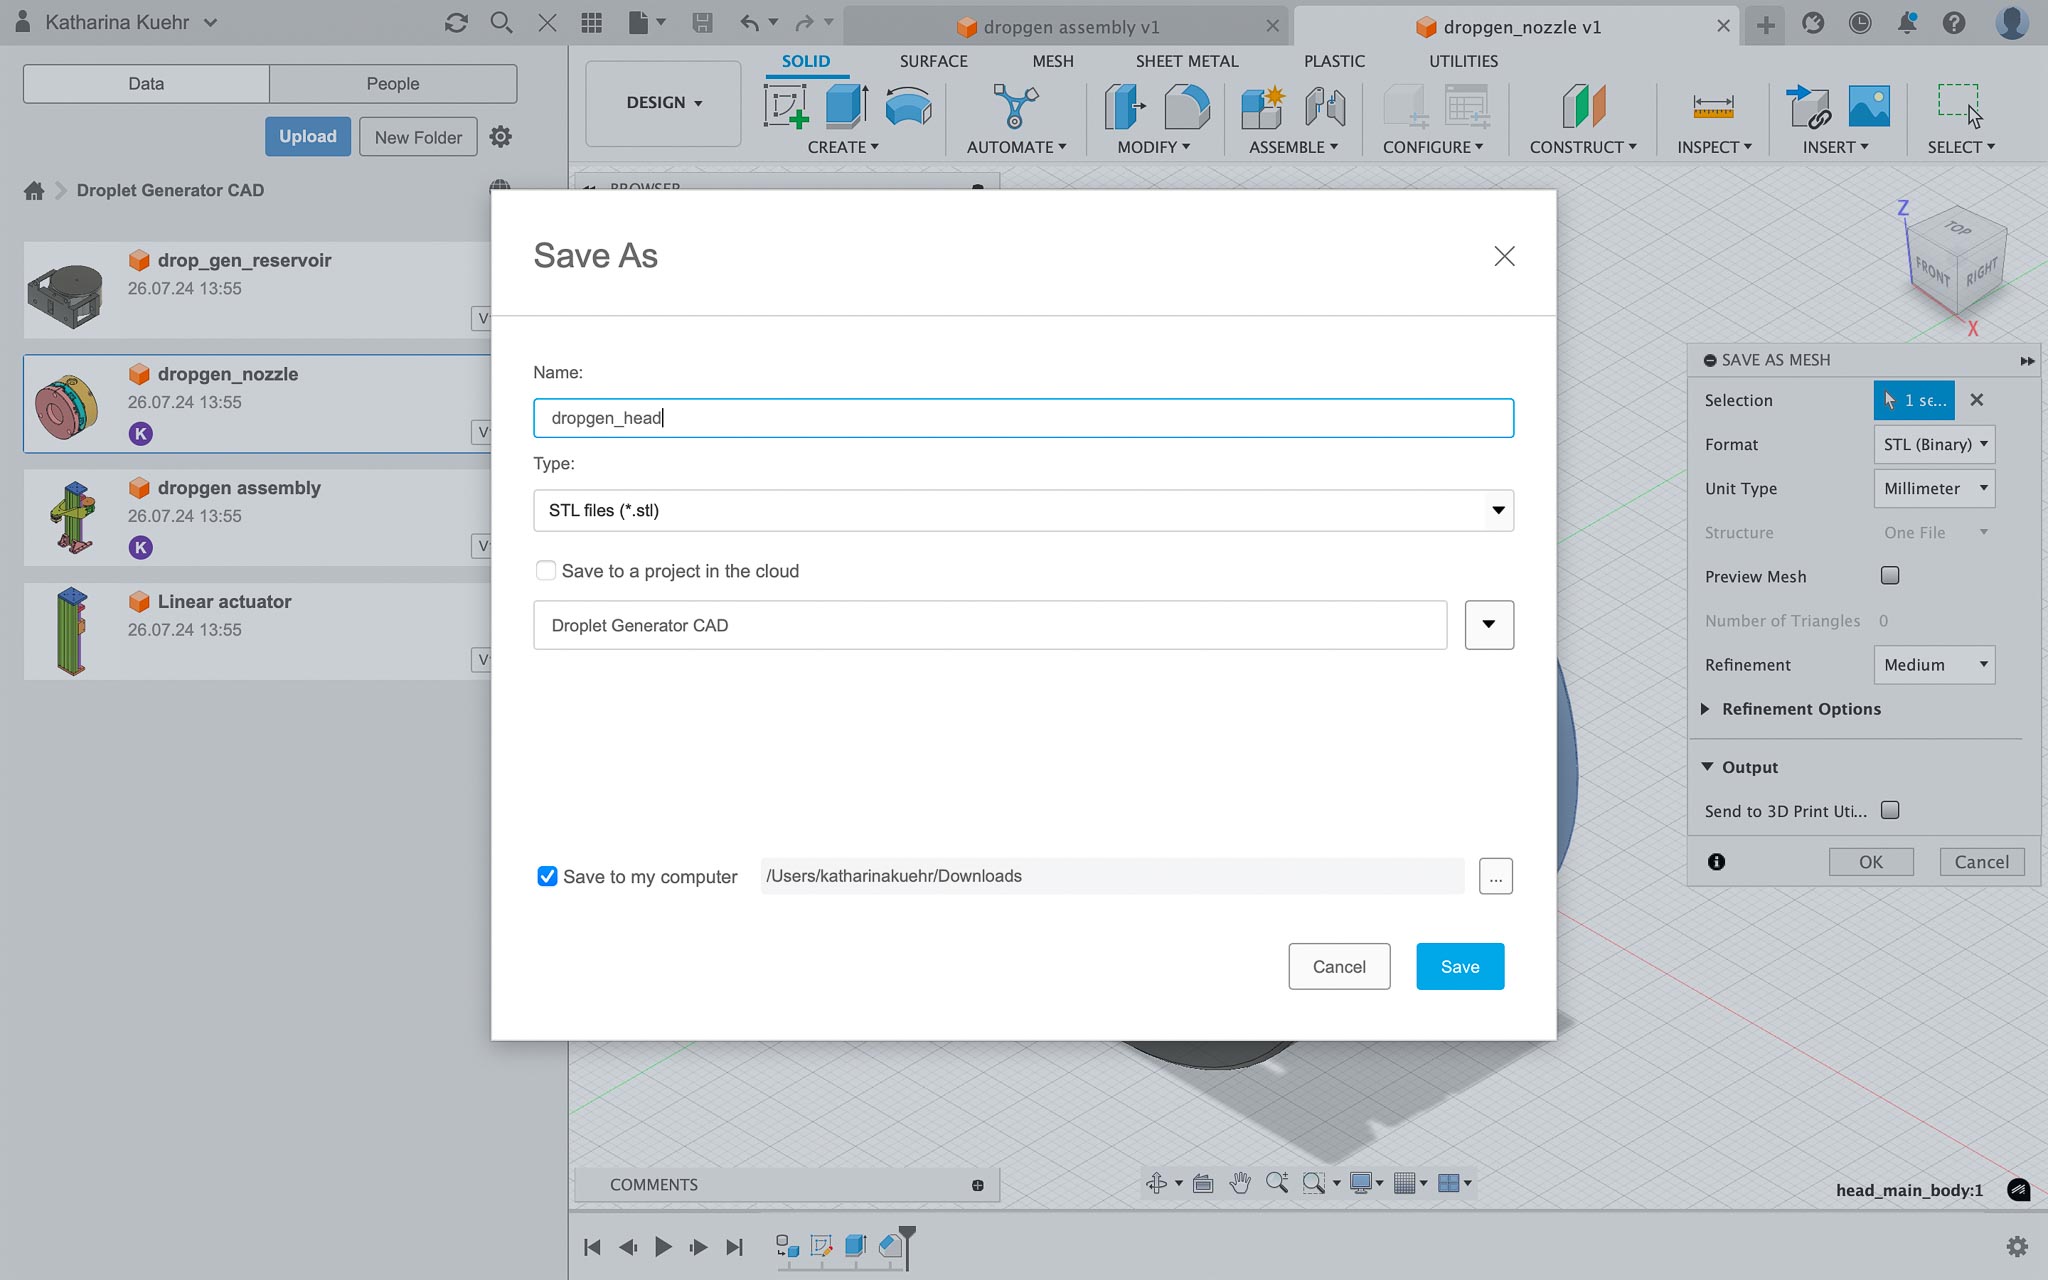 Katharina Kuehr
dropgen assembly v1
dropgen_nozzle v1
Data
People
Upload
New Folder
Droplet Generator CAD
drop_gen_reservoir
26.07.24 13:55
dropgen_nozzle
26.07.24 13:55
K
dropgen assembly
26.07.24 13:55
K
Linear actuator
26.07.24 13:55
DESIGN
SOLID
SURFACE
MESH
SHEET METAL
PLASTIC
UTILITIES
CREATE
AUTOMATE
MODIFY
ASSEMBLE
CONFIGURE
CONSTRUCT
INSPECT
INSERT
SELECT
BROWSER
Save As
Name:
dropgen_head
Type:
STL files (*.stl)
Save to a project in the cloud
Droplet Generator CAD
Save to my computer
/Users/katharinakuehr/Downloads
...
Cancel
Save
Z
TOP
FRONT
RIGHT
X
SAVE AS MESH
Selection
1 se...
Format
STL (Binary)
Unit Type
Millimeter
Structure
One File
Preview Mesh
Number of Triangles
0
Refinement
Medium
Refinement Options
Output
Send to 3D Print Uti...
OK
Cancel
COMMENTS
head_main_body:1